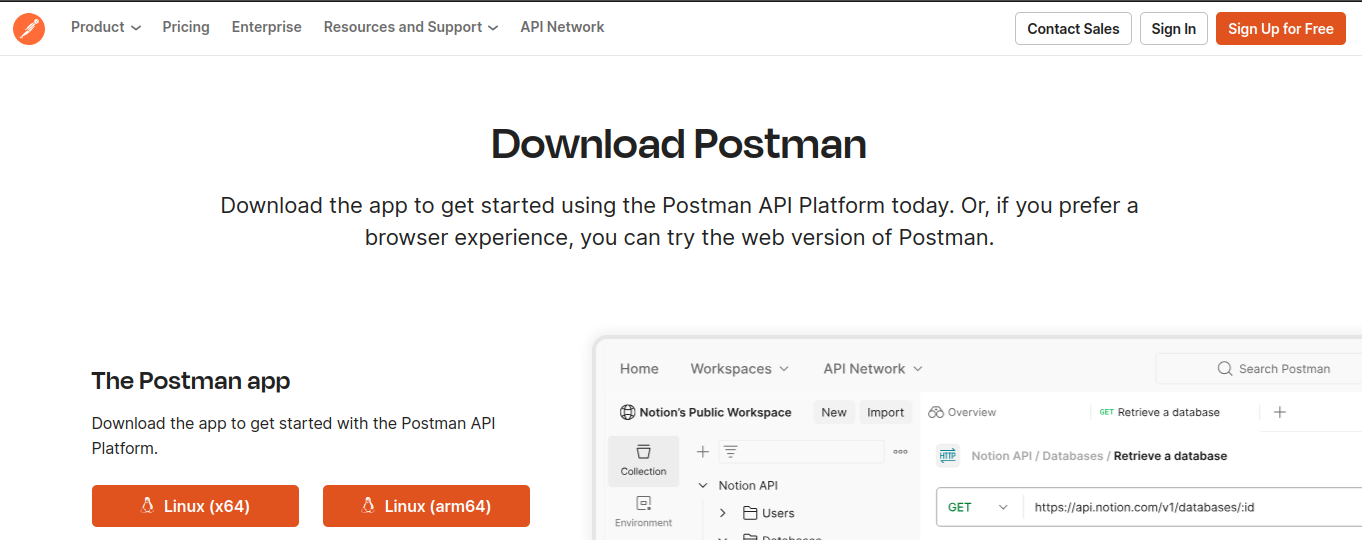 Product Pricing Enterprise Resources and Support API Network Contact Sales Sign In Sign Up for Free
Download Postman
Download the app to get started using the Postman API Platform today. Or, if you prefer a
browser experience, you can try the web version of Postman.
The Postman app
Download the app to get started with the Postman API
Platform.
Linux (x64) Linux (arm64)
Home Workspaces API Network Search Postman
Notion's Public Workspace New Import Overview GET Retrieve a database
Collection
HTTP Notion API / Databases / Retrieve a database
Notion API
Environment
Users
GET https://api.notion.com/v1/databases/:id
Databases